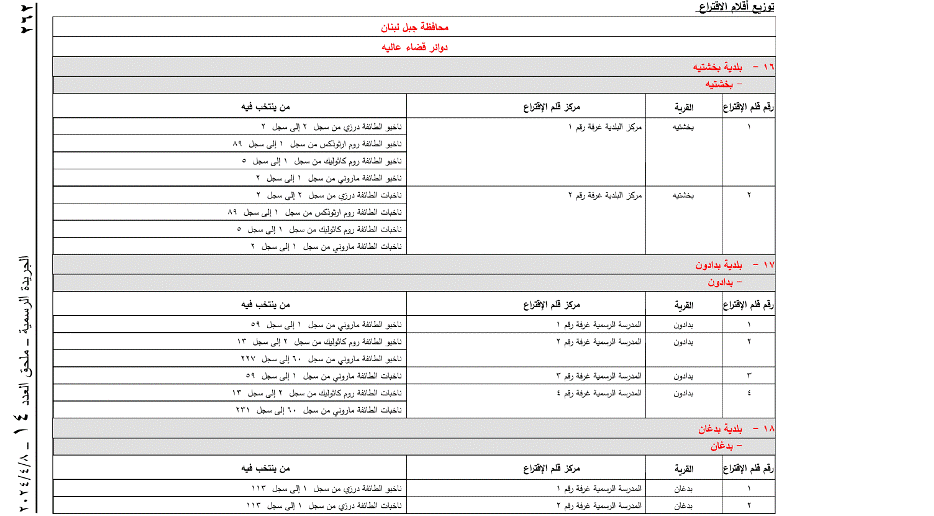 توزيع أقلام الاقتراع
٢٦٢
محافظة جبل لبنان
دوائر قضاء عاليه
١٦ - بلدية بخشتيه
- بخشتيه
رقم قلم الإقتراع القرية مركز قلم الإقتراع من ينتخب فيه
١ بخشتيه مركز البلدية غرفة رقم ١ ناخبو الطائفة درزي من سجل ٢ إلى سجل ٢
ناخبو الطائفة روم ارثوذكس من سجل ١ إلى سجل ٨٩
ناخبو الطائفة روم كاثوليك من سجل ١ إلى سجل ٥
ناخبو الطائفة ماروني من سجل ١ إلى سجل ٢
٢ بخشتيه مركز البلدية غرفة رقم ٢ ناخبات الطائفة درزي من سجل ٢ إلى سجل ٢
ناخبات الطائفة روم ارثوذكس من سجل ١ إلى سجل ٨٩
ناخبات الطائفة روم كاثوليك من سجل ١ إلى سجل ٥
ناخبات الطائفة ماروني من سجل ١ إلى سجل ٢
١٧ - بلدية بدادون
- بدادون
رقم قلم الإقتراع القرية مركز قلم الإقتراع من ينتخب فيه
١ بدادون المدرسة الرسمية غرفة رقم ١ ناخبو الطائفة ماروني من سجل ١ إلى سجل ٥٩
٢ بدادون المدرسة الرسمية غرفة رقم ٢ ناخبو الطائفة روم كاثوليك من سجل ٢ إلى سجل ١٣
ناخبو الطائفة ماروني من سجل ٦٠ إلى سجل ٢٢٧
٣ بدادون المدرسة الرسمية غرفة رقم ٣ ناخبات الطائفة ماروني من سجل ١ إلى سجل ٥٩
٤ بدادون المدرسة الرسمية غرفة رقم ٤ ناخبات الطائفة روم كاثوليك من سجل ٢ إلى سجل ١٣
ناخبات الطائفة ماروني من سجل ٦٠ إلى سجل ٢٣١
١٨ - بلدية بدغان
- بدغان
رقم قلم الإقتراع القرية مركز قلم الإقتراع من ينتخب فيه
١ بدغان المدرسة الرسمية غرفة رقم ١ ناخبو الطائفة درزي من سجل ١ إلى سجل ١١٣
٢ بدغان المدرسة الرسمية غرفة رقم ٢ ناخبات الطائفة درزي من سجل ١ إلى سجل ١١٣
الجريدة الرسمية – ملحق العدد ١٤ – ٢٠٢٤/٤/٨